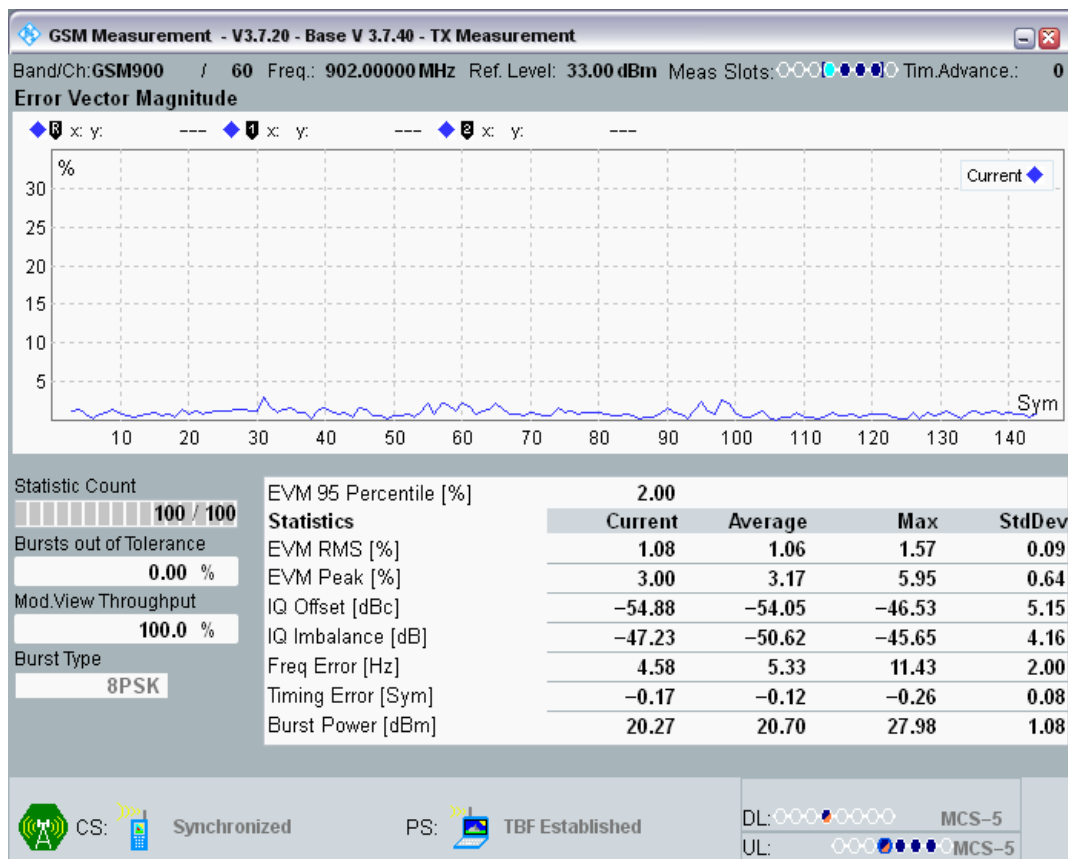 GSM Measurement - V3.7.20 - Base V 3.7.40 - TX Measurement
Band/Ch:GSM900 / 60 Freq.: 902.00000 MHz Ref. Level: 33.00 dBm Meas Slots: Tim.Advance.: 0
Error Vector Magnitude
R x: y: --- 1 x: y: --- 2 x: y: ---
%
Current
30
25
20
15
10
5
Sym
10 20 30 40 50 60 70 80 90 100 110 120 130 140
Statistic Count
100 / 100
Bursts out of Tolerance
0.00 %
Mod.View Throughput
100.0 %
Burst Type
8PSK
EVM 95 Percentile [%] 2.00
Statistics Current Average Max StdDev
EVM RMS [%] 1.08 1.06 1.57 0.09
EVM Peak [%] 3.00 3.17 5.95 0.64
IQ Offset [dBc] −54.88 −54.05 −46.53 5.15
IQ Imbalance [dB] −47.23 −50.62 −45.65 4.16
Freq Error [Hz] 4.58 5.33 11.43 2.00
Timing Error [Sym] −0.17 −0.12 −0.26 0.08
Burst Power [dBm] 20.27 20.70 27.98 1.08
CS: Synchronized PS: TBF Established
DL: MCS−5
UL: MCS−5